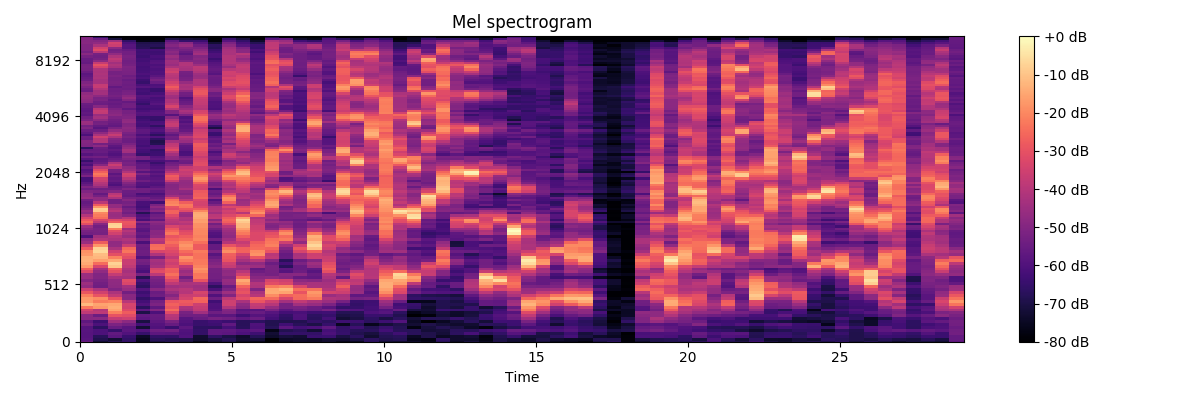 Mel spectrogram
8192
4096
2048
1024
512
0
Hz
0 5 10 15 20 25
Time
+0 dB
-10 dB
-20 dB
-30 dB
-40 dB
-50 dB
-60 dB
-70 dB
-80 dB